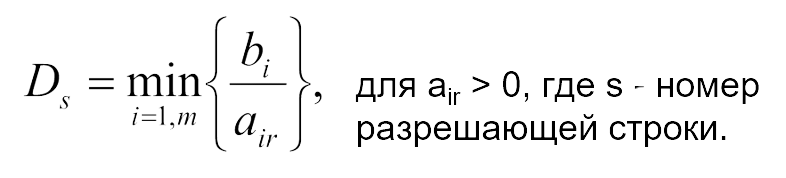 D_s = min_{i=1,m} { b_i / a_ir }, для a_ir > 0, где s - номер
разрешающей строки.